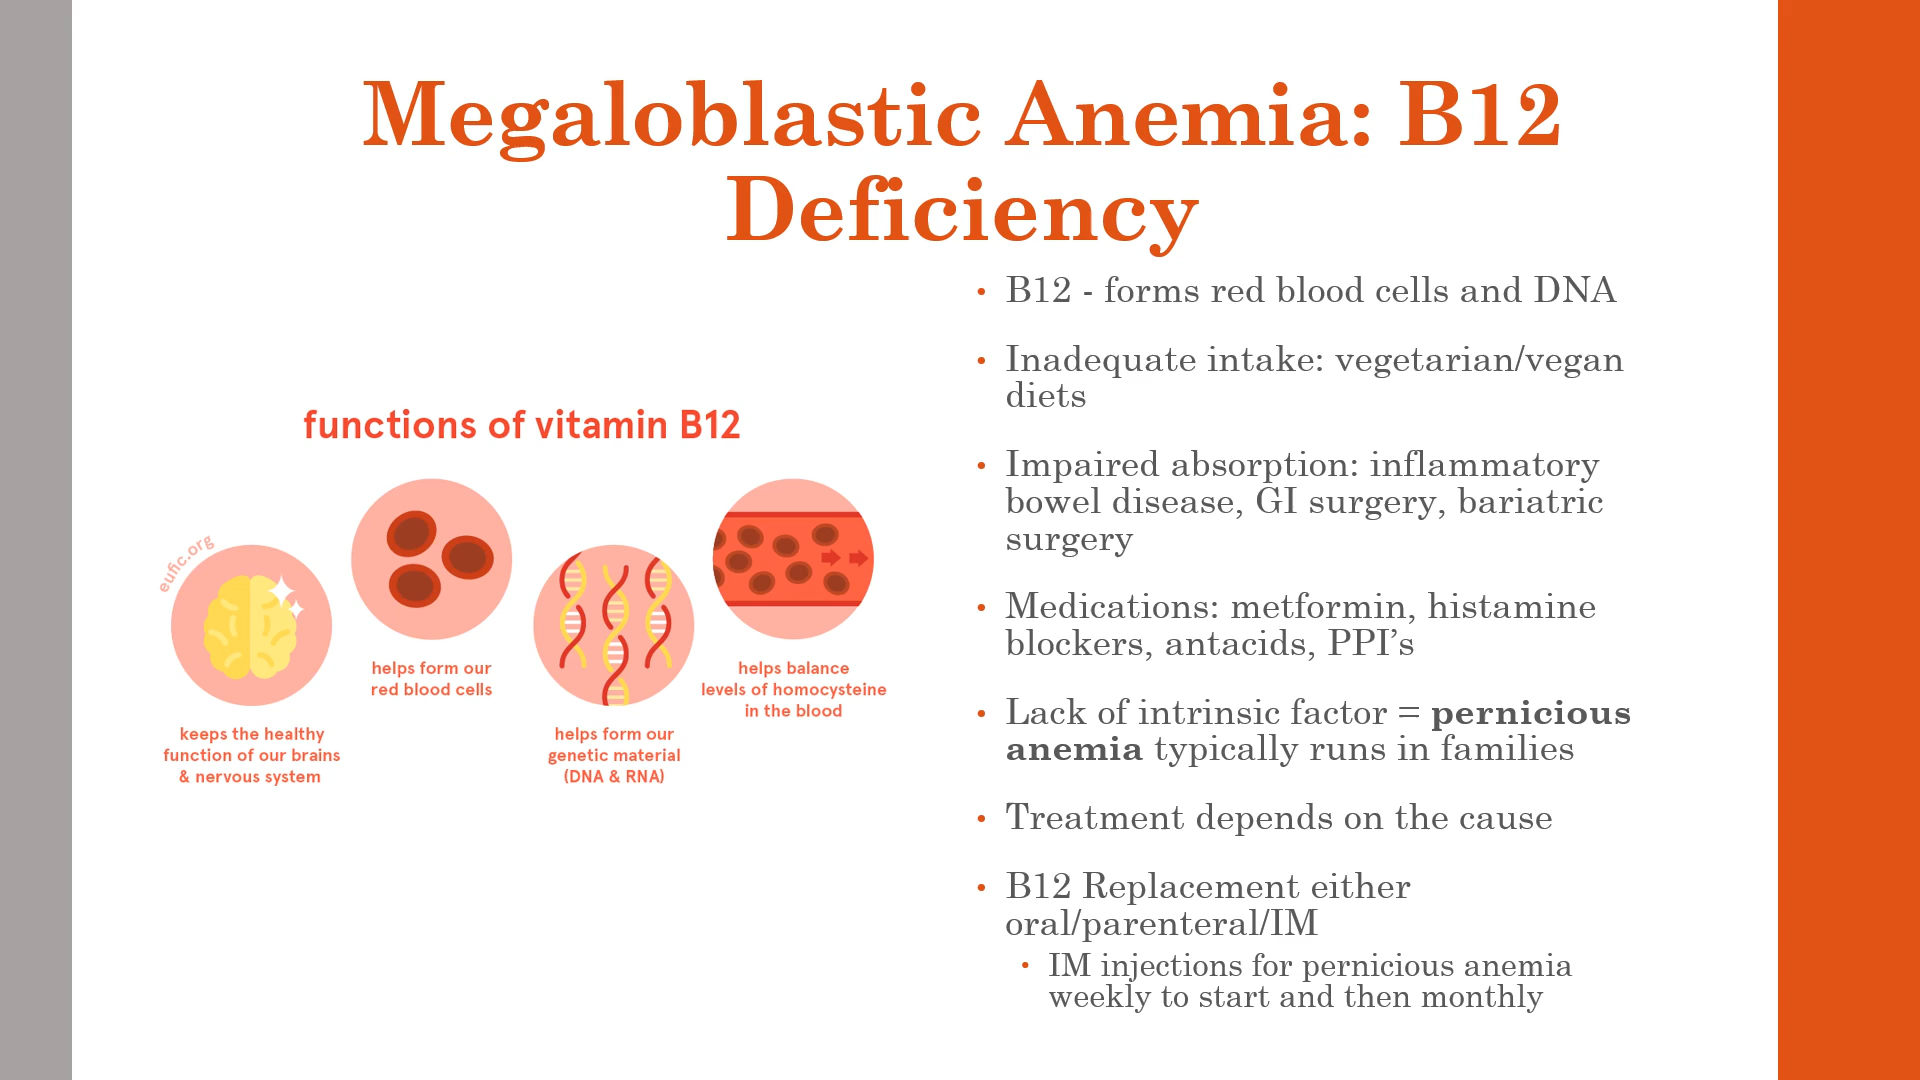 Megaloblastic Anemia: B12
Deficiency
functions of vitamin B12
eufic.org
keeps the healthy
function of our brains
& nervous system
helps form our
red blood cells
helps form our
genetic material
(DNA & RNA)
helps balance
levels of homocysteine
in the blood
• B12 - forms red blood cells and DNA
• Inadequate intake: vegetarian/vegan
diets
• Impaired absorption: inflammatory
bowel disease, GI surgery, bariatric
surgery
• Medications: metformin, histamine
blockers, antacids, PPI’s
• Lack of intrinsic factor = pernicious
anemia typically runs in families
• Treatment depends on the cause
• B12 Replacement either
oral/parenteral/IM
• IM injections for pernicious anemia
weekly to start and then monthly